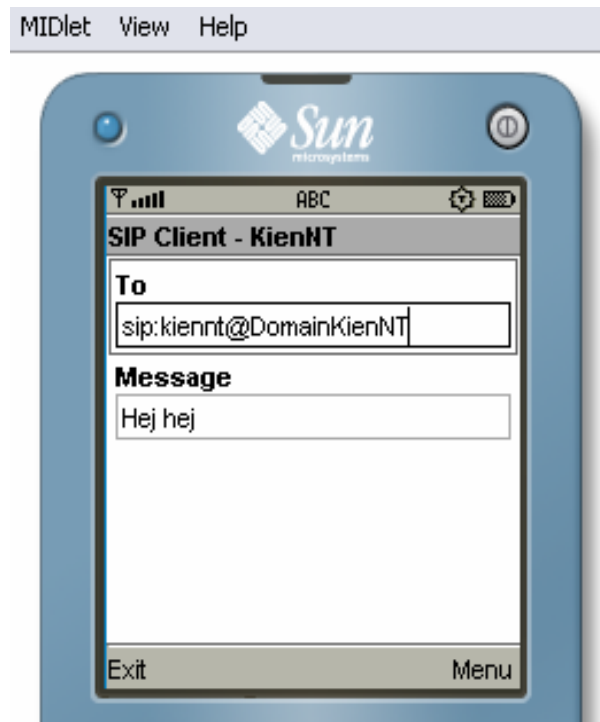 MIDlet View Help
Sun
microsystems
ABC
SIP Client - KienNT
To
sip:kiennt@DomainKienNT
Message
Hej hej
Exit Menu